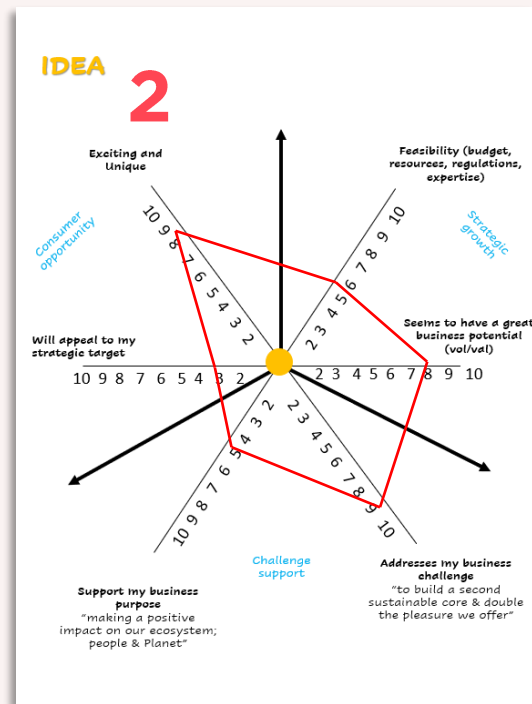 IDEA
2
Exciting and
Unique
Feasibility (budget,
resources, regulations,
expertise)
Consumer
opportunity
Strategic
growth
10 9 8 7 6 5 4 3 2
2 3 4 5 6 7 8 9 10
Will appeal to my
strategic target
Seems to have a great
business potential
(vol/val)
10 9 8 7 6 5 4 3 2
2 3 4 5 6 7 8 9 10
10 9 8 7 6 5 4 3 2
2 3 4 5 6 7 8 9 10
Challenge
support
Support my business
purpose
"making a positive
impact on our ecosystem;
people & Planet"
Addresses my business
challenge
"to build a second
sustainable core & double
the pleasure we offer"